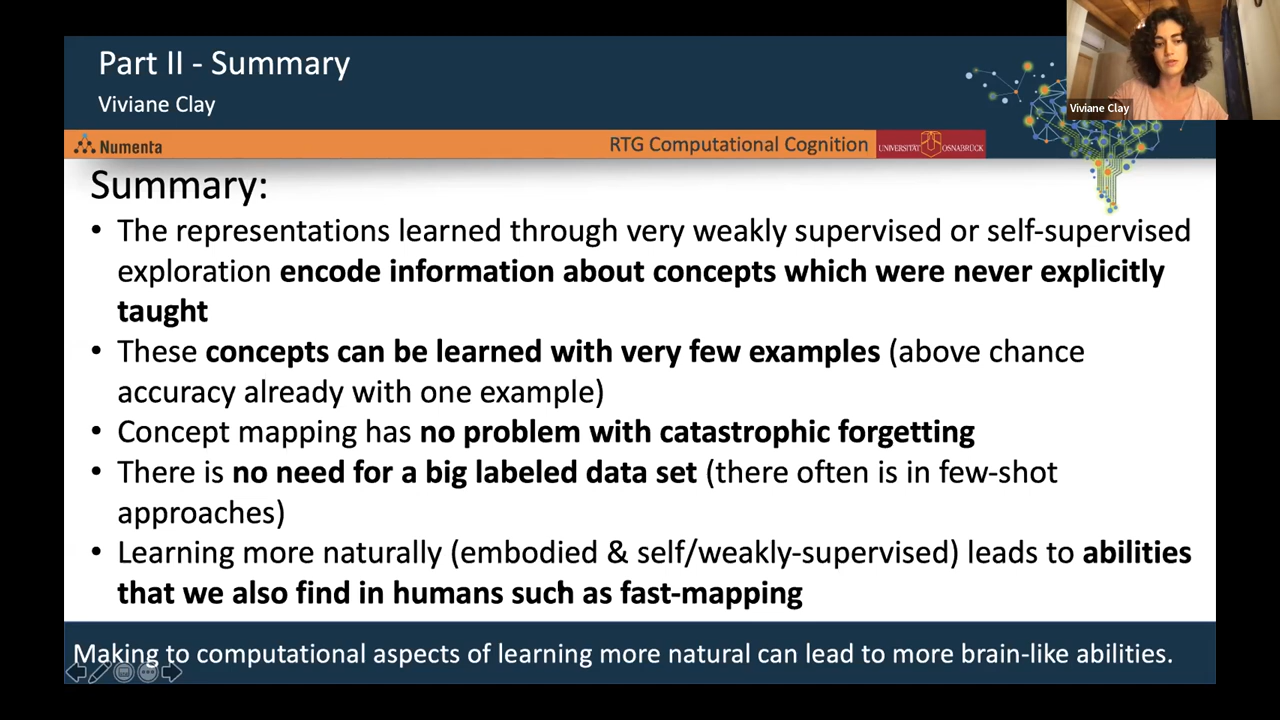 Part II - Summary
Viviane Clay
Viviane Clay
Numenta
RTG Computational Cognition
UNIVERSITÄT OSNABRÜCK
Summary:
• The representations learned through very weakly supervised or self-supervised
exploration encode information about concepts which were never explicitly
taught
• These concepts can be learned with very few examples (above chance
accuracy already with one example)
• Concept mapping has no problem with catastrophic forgetting
• There is no need for a big labeled data set (there often is in few-shot
approaches)
• Learning more naturally (embodied & self/weakly-supervised) leads to abilities
that we also find in humans such as fast-mapping
Making to computational aspects of learning more natural can lead to more brain-like abilities.